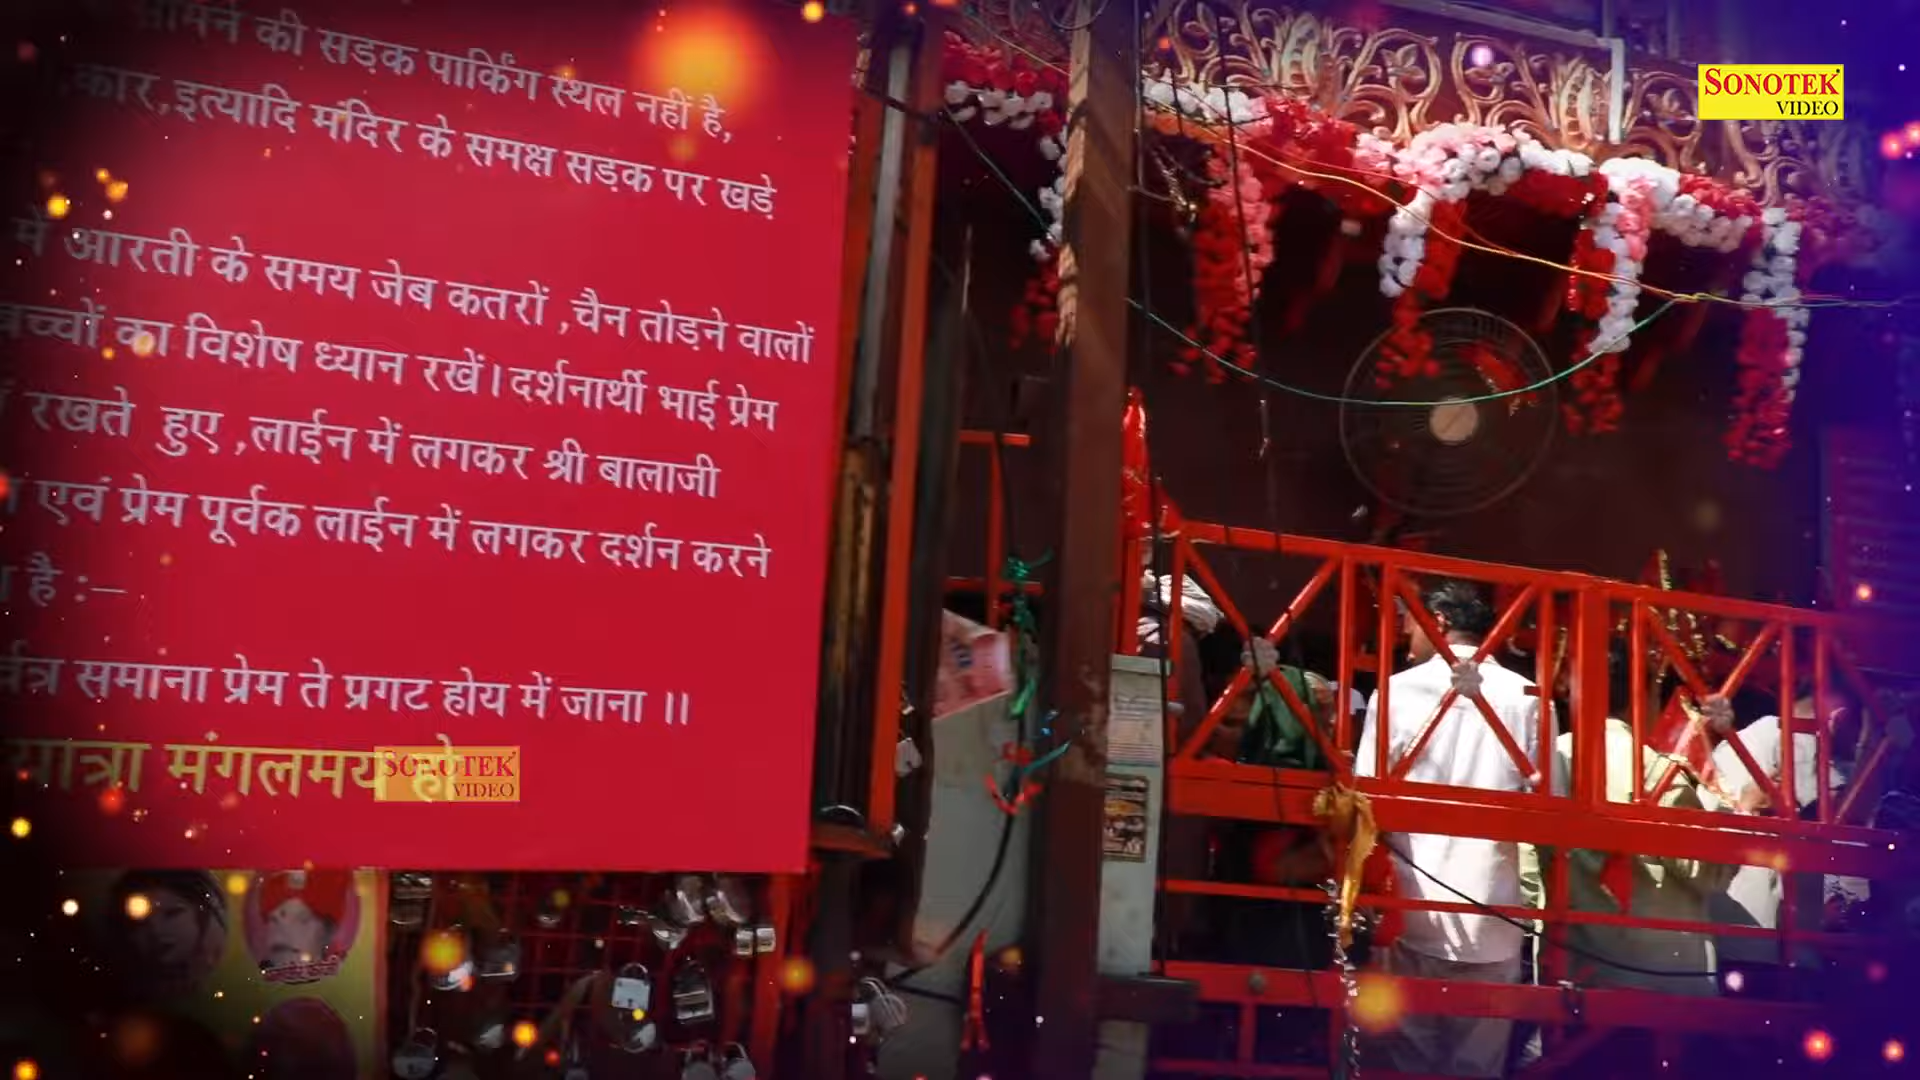 की सड़क पार्किंग स्थल नहीं है,
कार,इत्यादि मंदिर के समक्ष सड़क पर खड़े
में आरती के समय जेब कतरों ,चैन तोड़ने वालों
बच्चों का विशेष ध्यान रखें।दर्शनार्थी भाई प्रेम
रखते हुए ,लाईन में लगकर श्री बालाजी
एवं प्रेम पूर्वक लाईन में लगकर दर्शन करने
है :–
समाना प्रेम ते प्रगट होय में जाना ।।
यात्रा मंगलमय हो
SONOTEK
VIDEO
SONOTEK
VIDEO